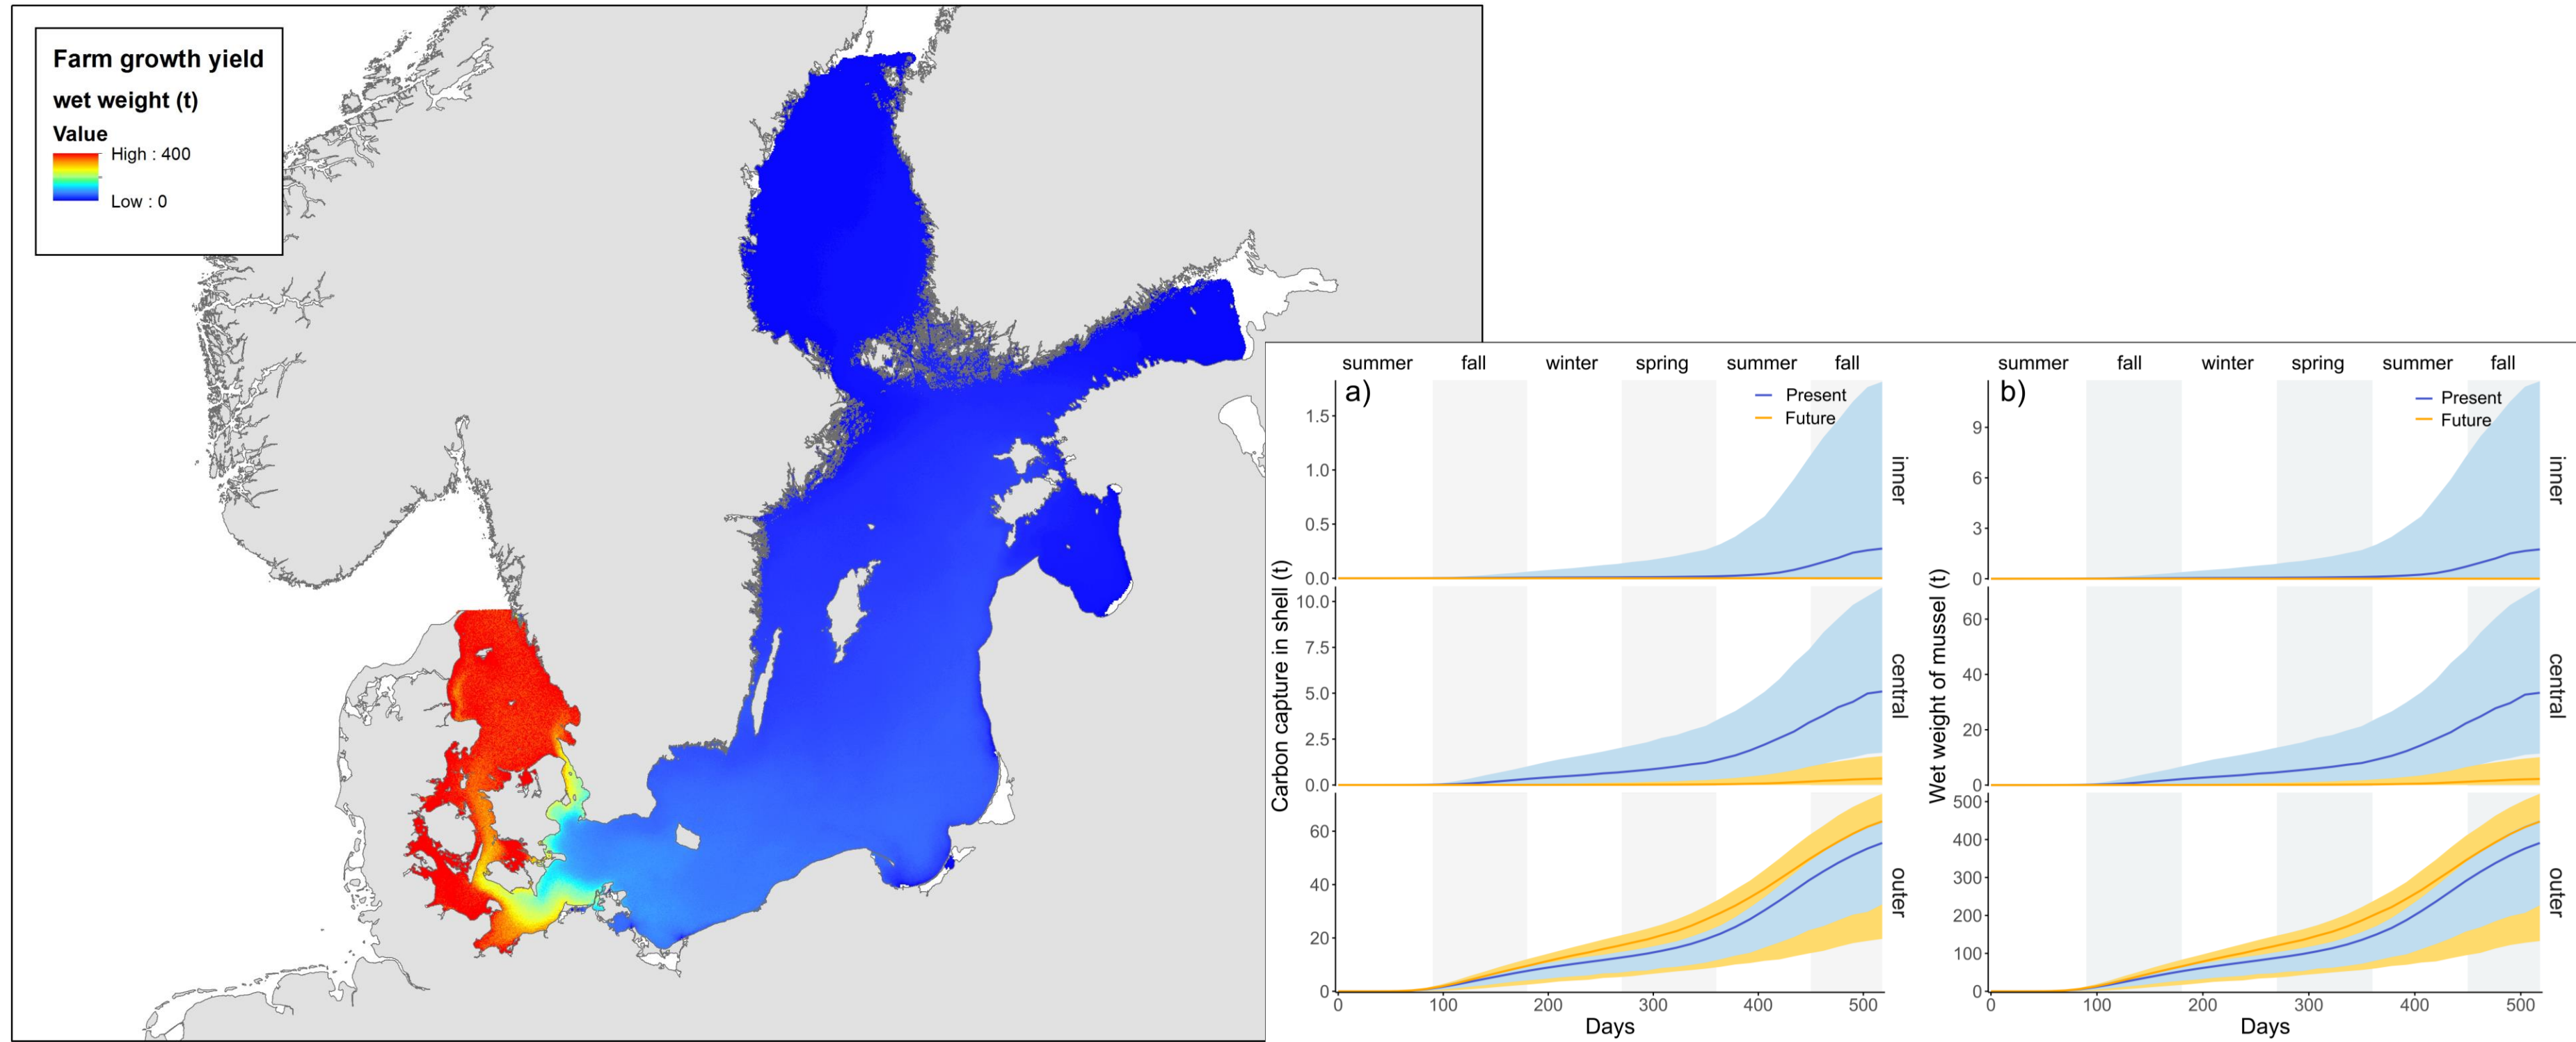 Farm growth yield
wet weight (t)
Value
High : 400
Low : 0
summer fall winter spring summer fall
a)
Present
Future
1.5
1.0
0.5
0.0
inner
10.0
7.5
5.0
2.5
0.0
central
60
40
20
0
outer
Carbon capture in shell (t)
0 100 200 300 400 500
Days
summer fall winter spring summer fall
b)
Present
Future
9
6
3
0
inner
60
40
20
0
central
500
400
300
200
100
0
outer
Wet weight of mussel (t)
0 100 200 300 400 500
Days